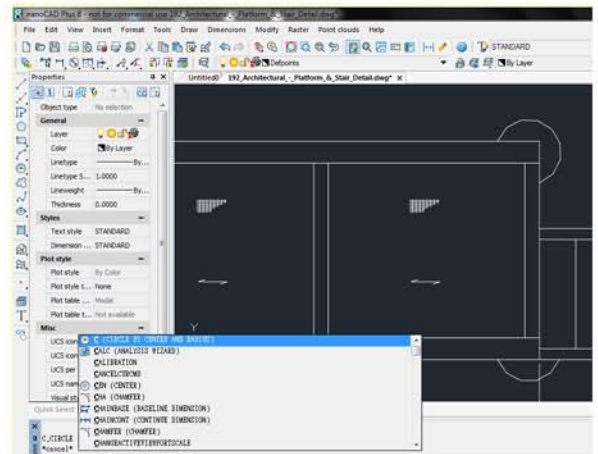 nanoCAD Plus 8 - not for commercial use 192_Architectural_-_Platform_&_Stair_Detail.dwg*
File Edit View Insert Format Tools Draw Dimensions Modify Raster Point clouds Help
STANDARD
Defpoints
By Layer
Properties
Untitled0 192_Architectural_-_Platform_&_Stair_Detail.dwg* x
Object type No selection
General
Layer
Color By Layer
Linetype By...
Linetype S... 1.0000
Lineweight By...
Thickness 0.0000
Styles
Text style STANDARD
Dimension ... STANDARD
Plot style
Plot style By Color
Plot style t... None
Plot table ... Model
Plot table t... Not available
Misc
UCS icon
UCS icon
UCS per
UCS nam
Visual st
Y
C (CIRCLE BY CENTER AND RADIUS)
CALC (ANALYSIS WIZARD)
CALIBRATION
CANCELCHROMS
CEN (CENTER)
CHA (CHAMFER)
CHAINBASE (BASELINE DIMENSION)
CHAINCONT (CONTINUE DIMENSION)
CHAMFER (CHAMFER)
CHANGEACTIVEVIEWPORTSCALE
Quick Select
C,CIRCLE
*cancel*